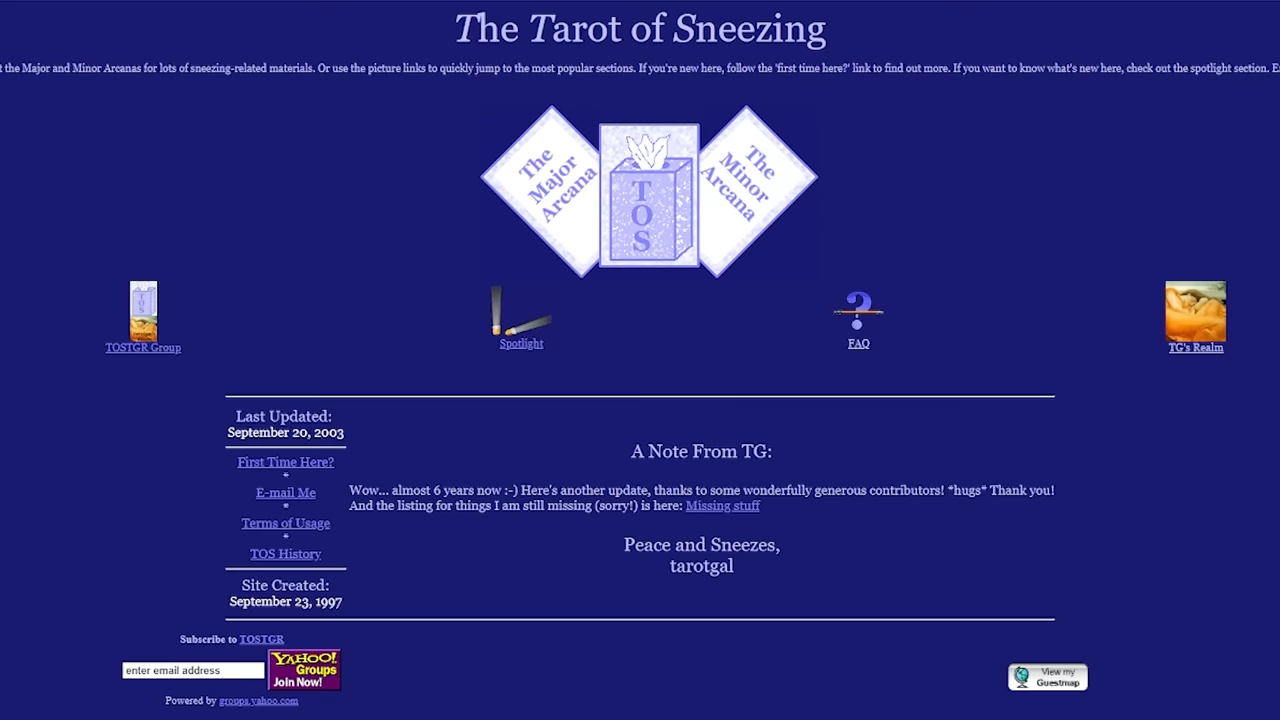 The Tarot of Sneezing
t the Major and Minor Arcanas for lots of sneezing-related materials. Or use the picture links to quickly jump to the most popular sections. If you're new here, follow the 'first time here?' link to find out more. If you want to know what's new here, check out the spotlight section. E
The
Major
Arcana
T
O
S
The
Minor
Arcana
TOSTGR Group
Spotlight
?
FAQ
TG's Realm
Last Updated:
September 20, 2003
First Time Here?
*
E-mail Me
*
Terms of Usage
*
TOS History
Site Created:
September 23, 1997
A Note From TG:
Wow... almost 6 years now :-) Here's another update, thanks to some wonderfully generous contributors! *hugs* Thank you!
And the listing for things I am still missing (sorry!) is here: Missing stuff
Peace and Sneezes,
tarotgal
Subscribe to TOSTGR
enter email address
YAHOO!
Groups
Join Now!
Powered by groups.yahoo.com
View my
Guestmap